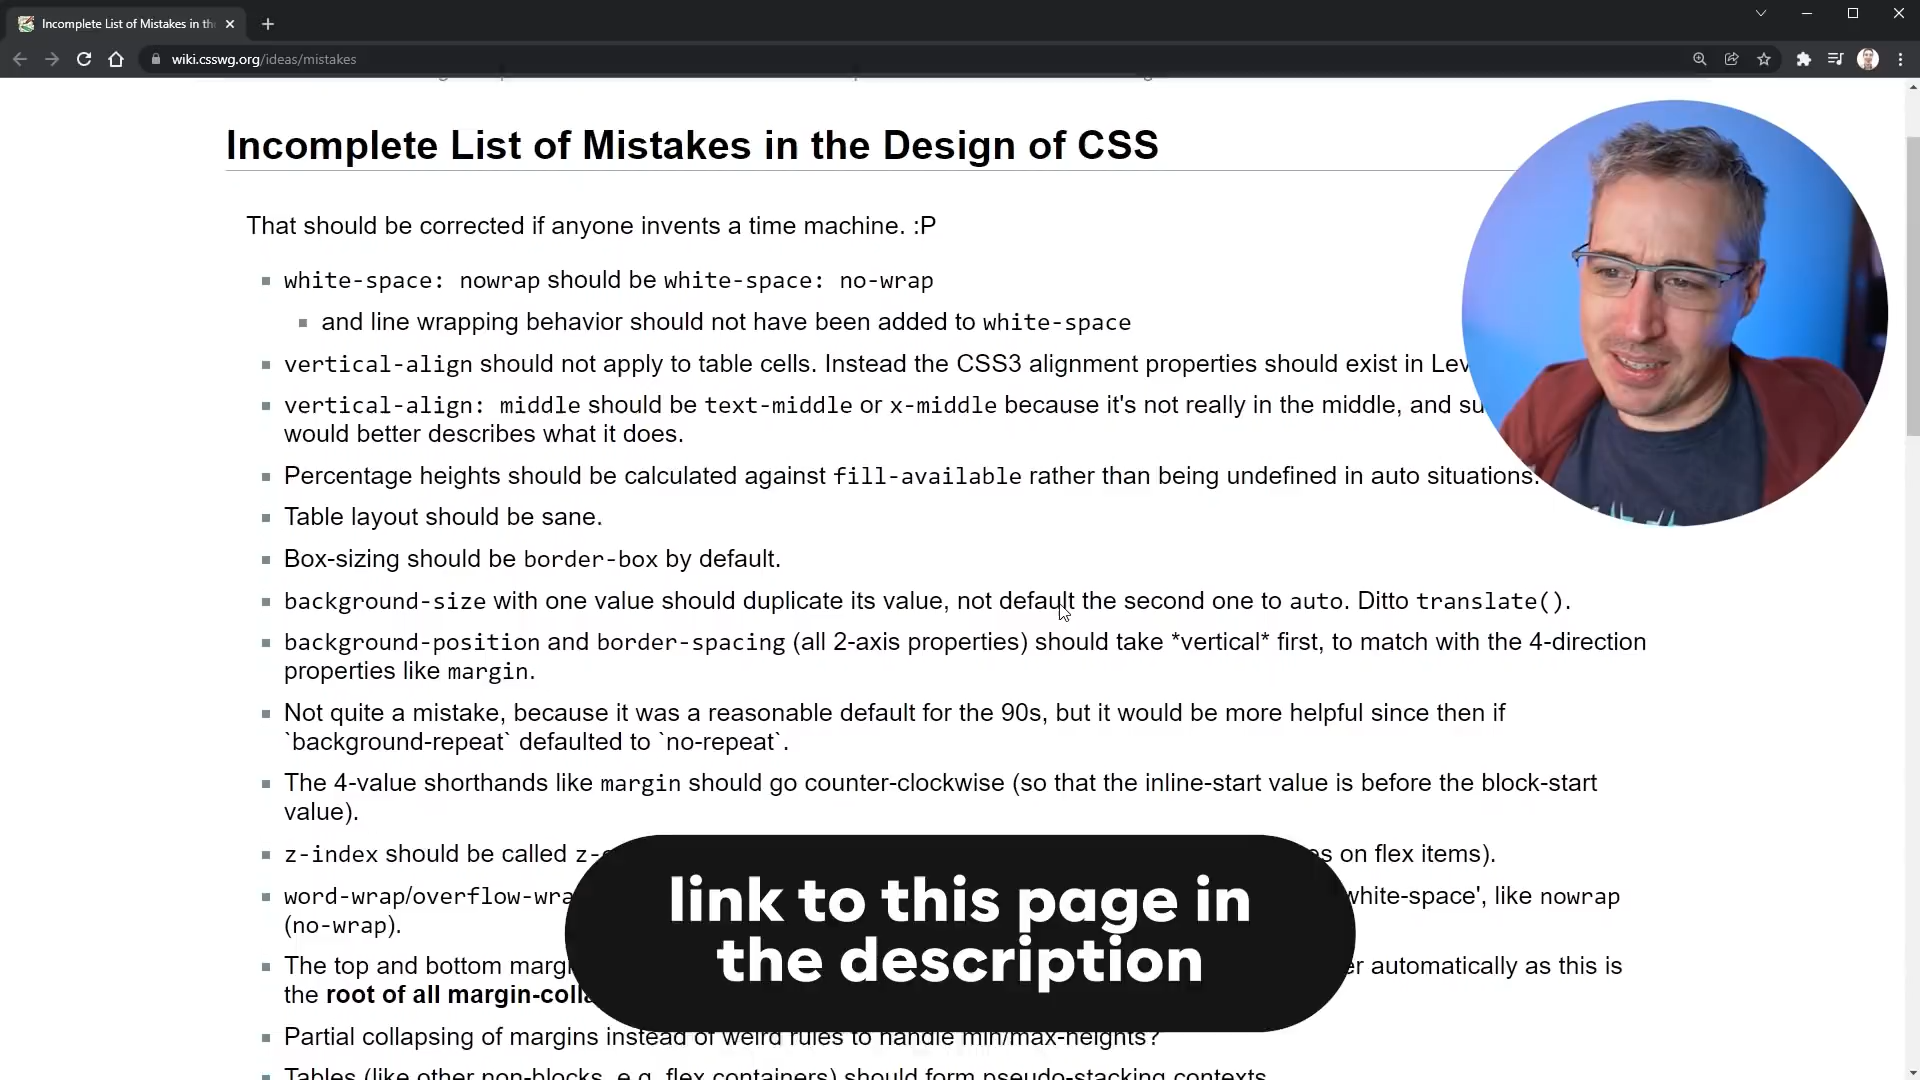 Incomplete List of Mistakes in th
wiki.csswg.org/ideas/mistakes
Incomplete List of Mistakes in the Design of CSS
That should be corrected if anyone invents a time machine. :P
white-space: nowrap should be white-space: no-wrap
and line wrapping behavior should not have been added to white-space
vertical-align should not apply to table cells. Instead the CSS3 alignment properties should exist in Lev
vertical-align: middle should be text-middle or x-middle because it's not really in the middle, and su
would better describes what it does.
Percentage heights should be calculated against fill-available rather than being undefined in auto situations.
Table layout should be sane.
Box-sizing should be border-box by default.
background-size with one value should duplicate its value, not default the second one to auto. Ditto translate().
background-position and border-spacing (all 2-axis properties) should take *vertical* first, to match with the 4-direction
properties like margin.
Not quite a mistake, because it was a reasonable default for the 90s, but it would be more helpful since then if
`background-repeat` defaulted to `no-repeat`.
The 4-value shorthands like margin should go counter-clockwise (so that the inline-start value is before the block-start
value).
z-index should be called z- s on flex items).
word-wrap/overflow-wra white-space', like nowrap
(no-wrap).
The top and bottom margi er automatically as this is
the root of all margin-colla
link to this page in
the description
Partial collapsing of margins instead of weird rules to handle min/max-heights?
Tables (like other non-blocks, e.g. flex containers) should form pseudo-stacking contexts.